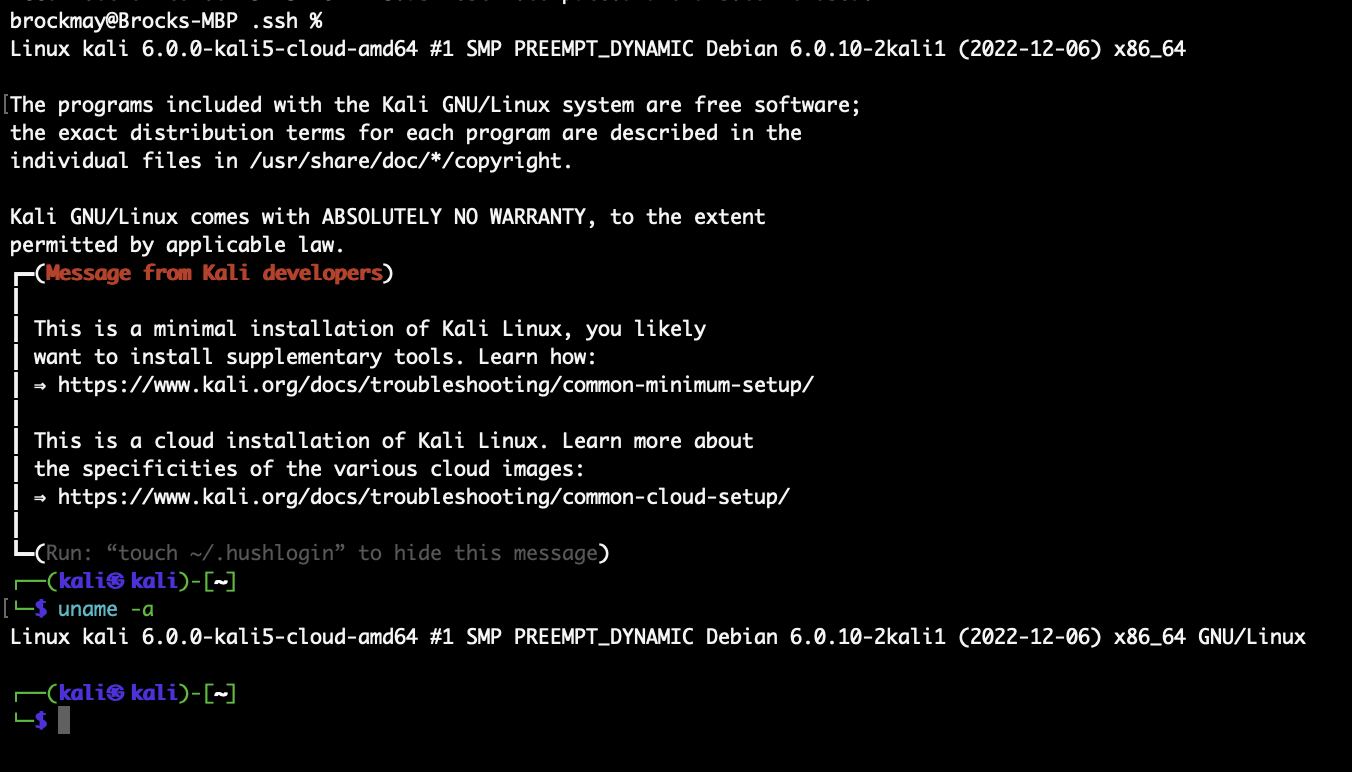 brockmay@Brocks-MBP .ssh %
Linux kali 6.0.0-kali5-cloud-amd64 #1 SMP PREEMPT_DYNAMIC Debian 6.0.10-2kali1 (2022-12-06) x86_64
[The programs included with the Kali GNU/Linux system are free software;
the exact distribution terms for each program are described in the
individual files in /usr/share/doc/*/copyright.
Kali GNU/Linux comes with ABSOLUTELY NO WARRANTY, to the extent
permitted by applicable law.
┏━(Message from Kali developers)
┃
┃ This is a minimal installation of Kali Linux, you likely
┃ want to install supplementary tools. Learn how:
┃ ⇒ https://www.kali.org/docs/troubleshooting/common-minimum-setup/
┃
┃ This is a cloud installation of Kali Linux. Learn more about
┃ the specificities of the various cloud images:
┃ ⇒ https://www.kali.org/docs/troubleshooting/common-cloud-setup/
┃
┗━(Run: “touch ~/.hushlogin” to hide this message)
┌──(kali㉿kali)-[~]
[└─$ uname -a
Linux kali 6.0.0-kali5-cloud-amd64 #1 SMP PREEMPT_DYNAMIC Debian 6.0.10-2kali1 (2022-12-06) x86_64 GNU/Linux
┌──(kali㉿kali)-[~]
└─$